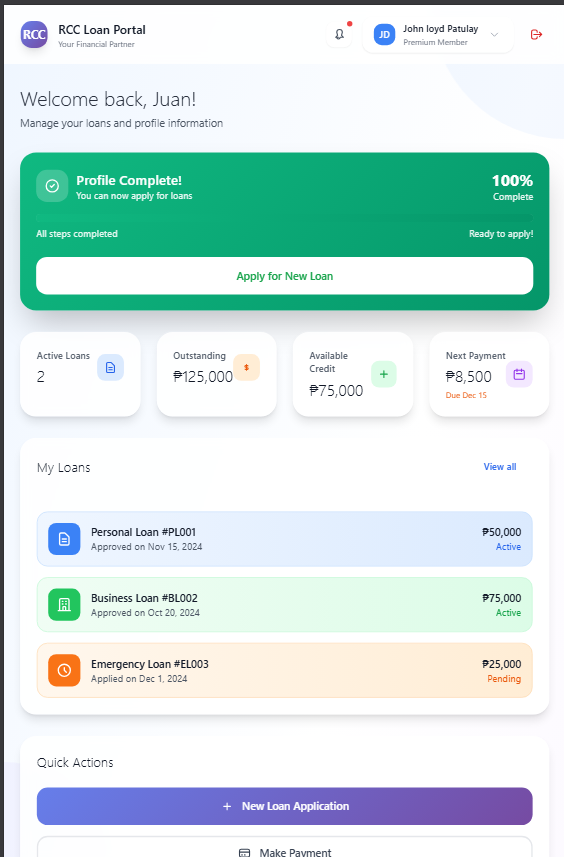 RCC
RCC Loan Portal
Your Financial Partner
JD
John loyd Patulay
Premium Member
Welcome back, Juan!
Manage your loans and profile information
Profile Complete!
You can now apply for loans
100%
Complete
All steps completed
Ready to apply!
Apply for New Loan
Active Loans
2
Outstanding
₱125,000
$
Available
Credit
₱75,000
Next Payment
₱8,500
Due Dec 15
My Loans
View all
Personal Loan #PL001
Approved on Nov 15, 2024
₱50,000
Active
Business Loan #BL002
Approved on Oct 20, 2024
₱75,000
Active
Emergency Loan #EL003
Applied on Dec 1, 2024
₱25,000
Pending
Quick Actions
New Loan Application
Make Payment